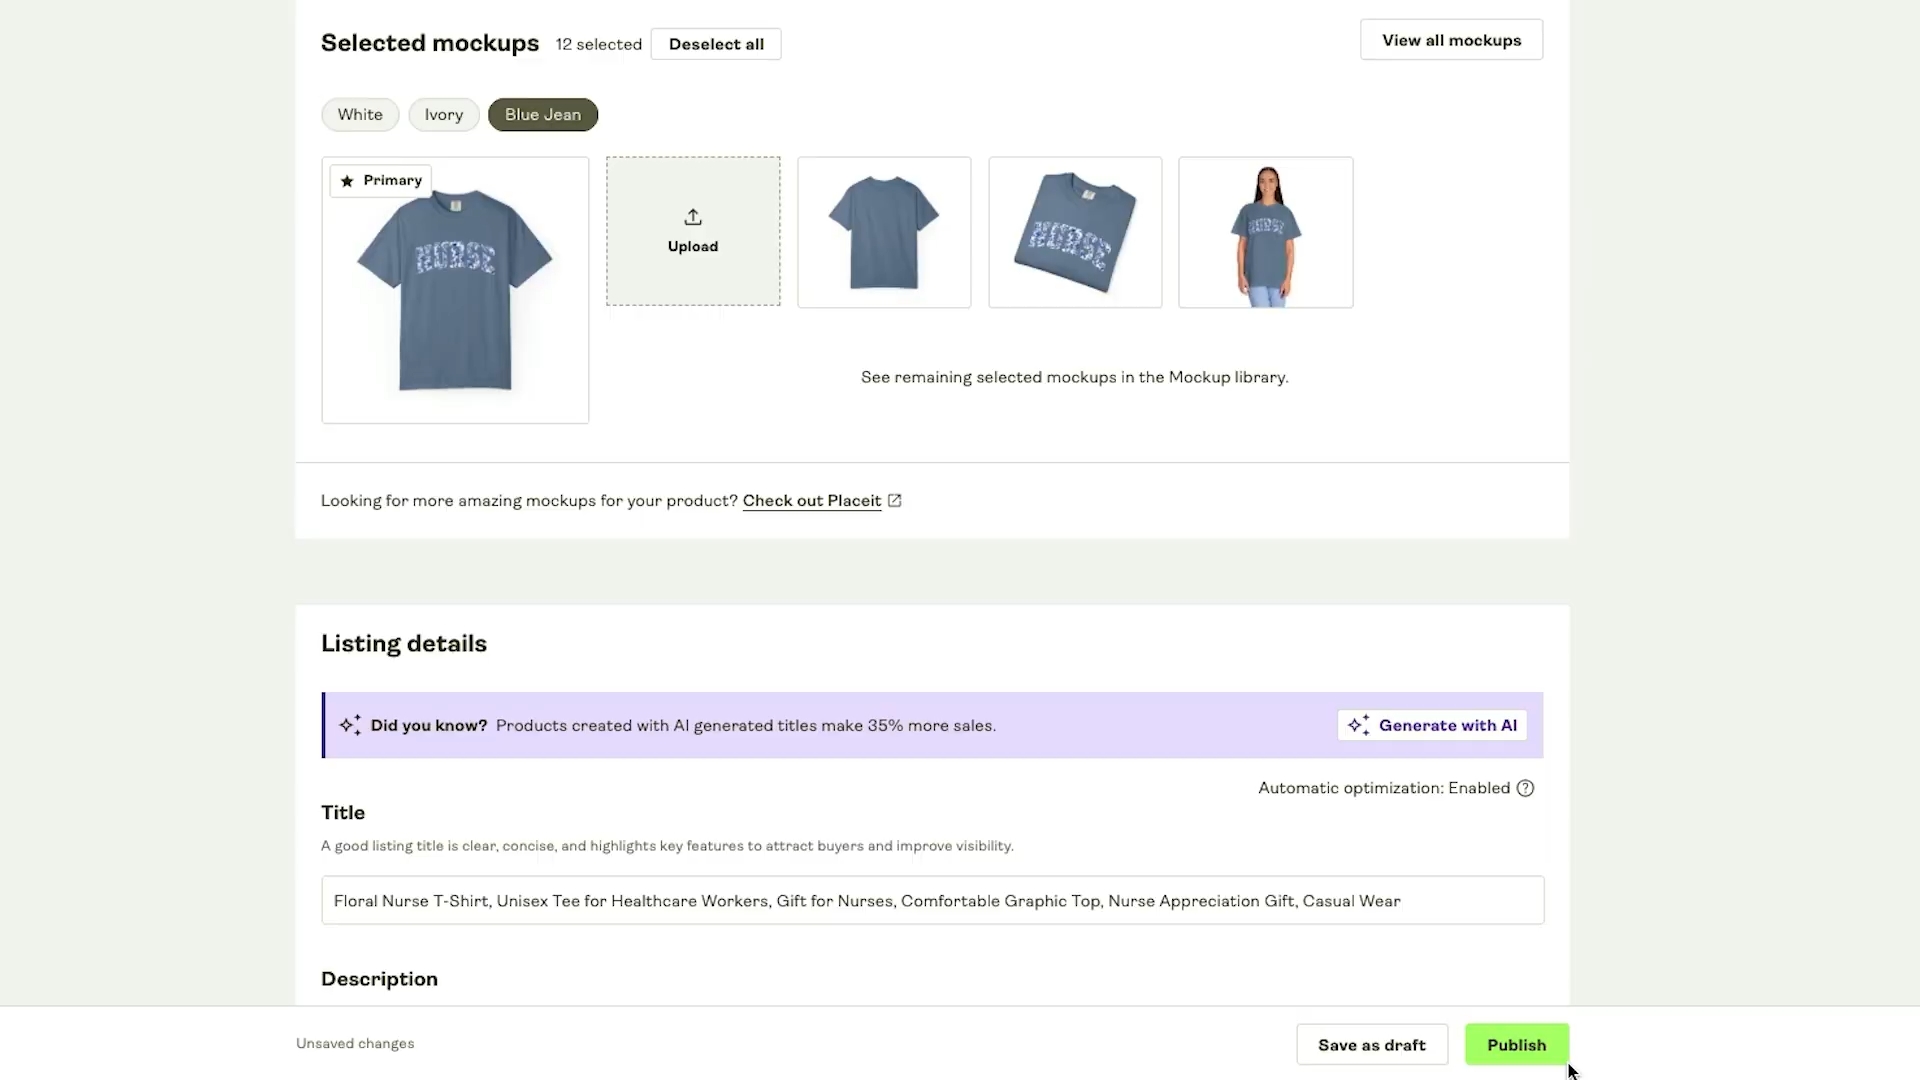 Selected mockups 12 selected Deselect all View all mockups
White Ivory Blue Jean
Primary
NURSE
Upload
NURSE
NURSE
See remaining selected mockups in the Mockup library.
Looking for more amazing mockups for your product? Check out Placeit
Listing details
Did you know? Products created with AI generated titles make 35% more sales. Generate with AI
Automatic optimization: Enabled ?
Title
A good listing title is clear, concise, and highlights key features to attract buyers and improve visibility.
Floral Nurse T-Shirt, Unisex Tee for Healthcare Workers, Gift for Nurses, Comfortable Graphic Top, Nurse Appreciation Gift, Casual Wear
Description
Unsaved changes Save as draft Publish